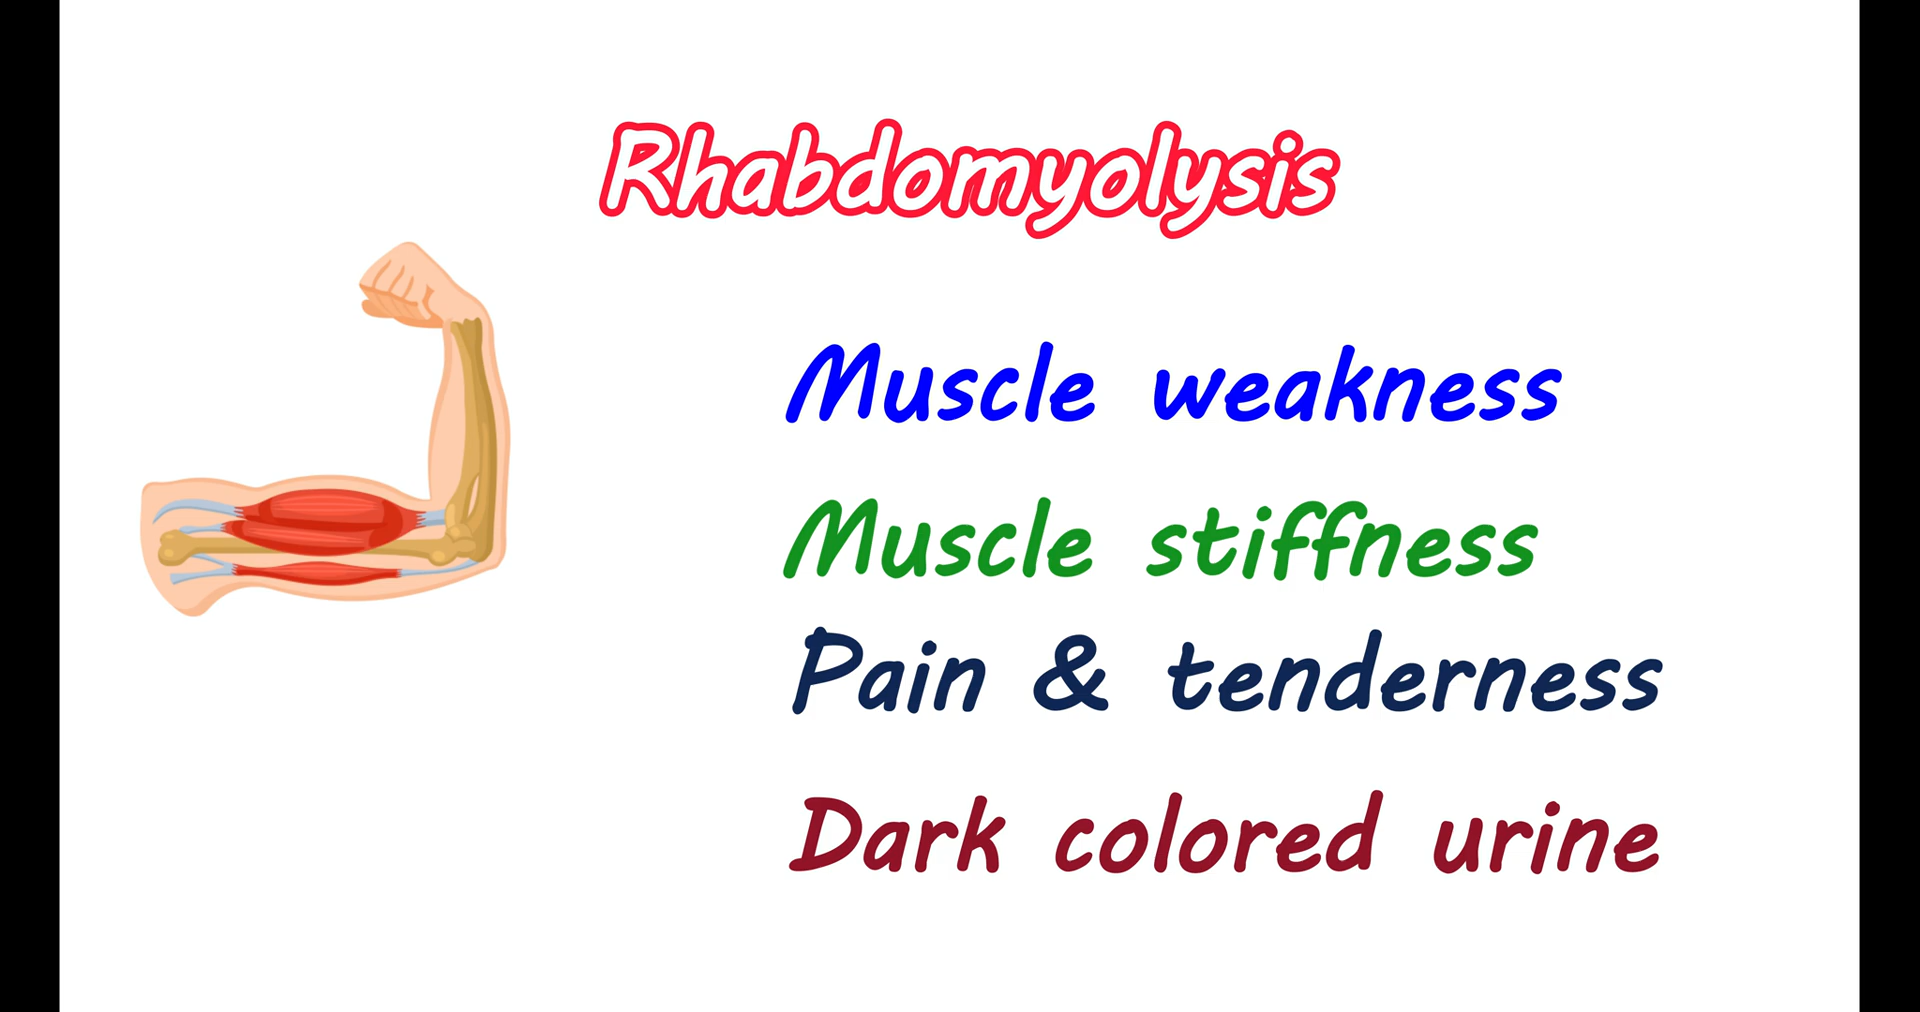 Rhabdomyolysis
Muscle weakness
Muscle stiffness
Pain & tenderness
Dark colored urine